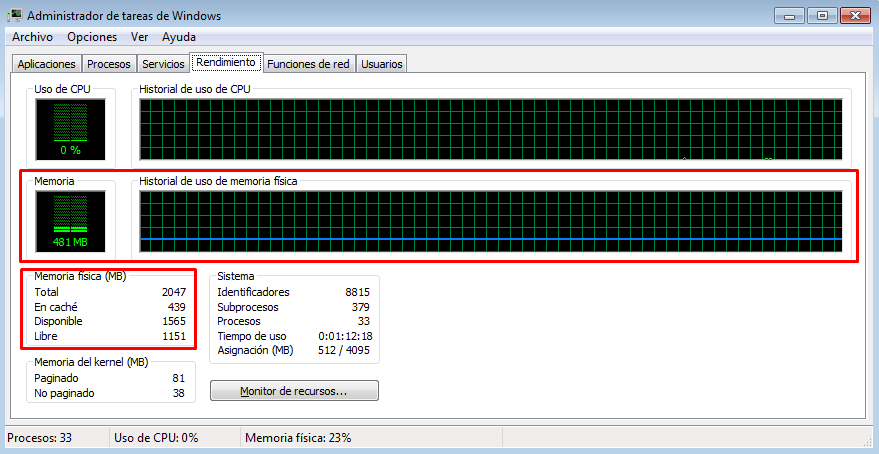 Administrador de tareas de Windows
Archivo Opciones Ver Ayuda
Aplicaciones Procesos Servicios Rendimiento Funciones de red Usuarios
Uso de CPU Historial de uso de CPU
0 %
Memoria Historial de uso de memoria física
481 MB
Memoria física (MB) Sistema
Total 2047 Identificadores 8815
En caché 439 Subprocesos 379
Disponible 1565 Procesos 33
Libre 1151 Tiempo de uso 0:01:12:18
Asignación (MB) 512 / 4095
Memoria del kernel (MB)
Paginado 81
No paginado 38
Monitor de recursos...
Procesos: 33 Uso de CPU: 0% Memoria física: 23%